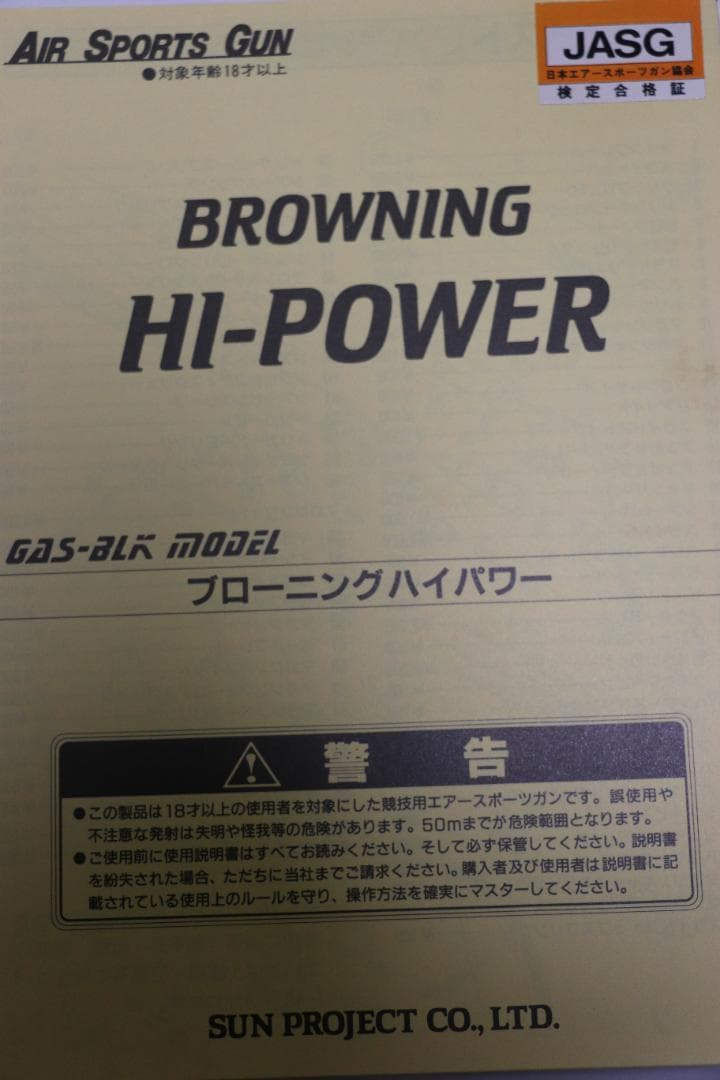 AIR SPORTS GUN
●対象年齢18才以上
JASG
日本エアースポーツガン協会
検定合格証
BROWNING
HI-POWER
GAS-BLK MODEL
ブローニングハイパワー
警告
●この製品は18才以上の使用者を対象にした競技用エアースポーツガンです。誤使用や
不注意な発射は失明や怪我等の危険があります。50mまでが危険範囲となります。
●ご使用前に使用説明書はすべてお読みください。そして必ず保管してください。説明書
を紛失された場合、ただちに当社までご請求ください。購入者及び使用者は説明書に記
載されている使用上のルールを守り、操作方法を確実にマスターしてください。
SUN PROJECT CO., LTD.